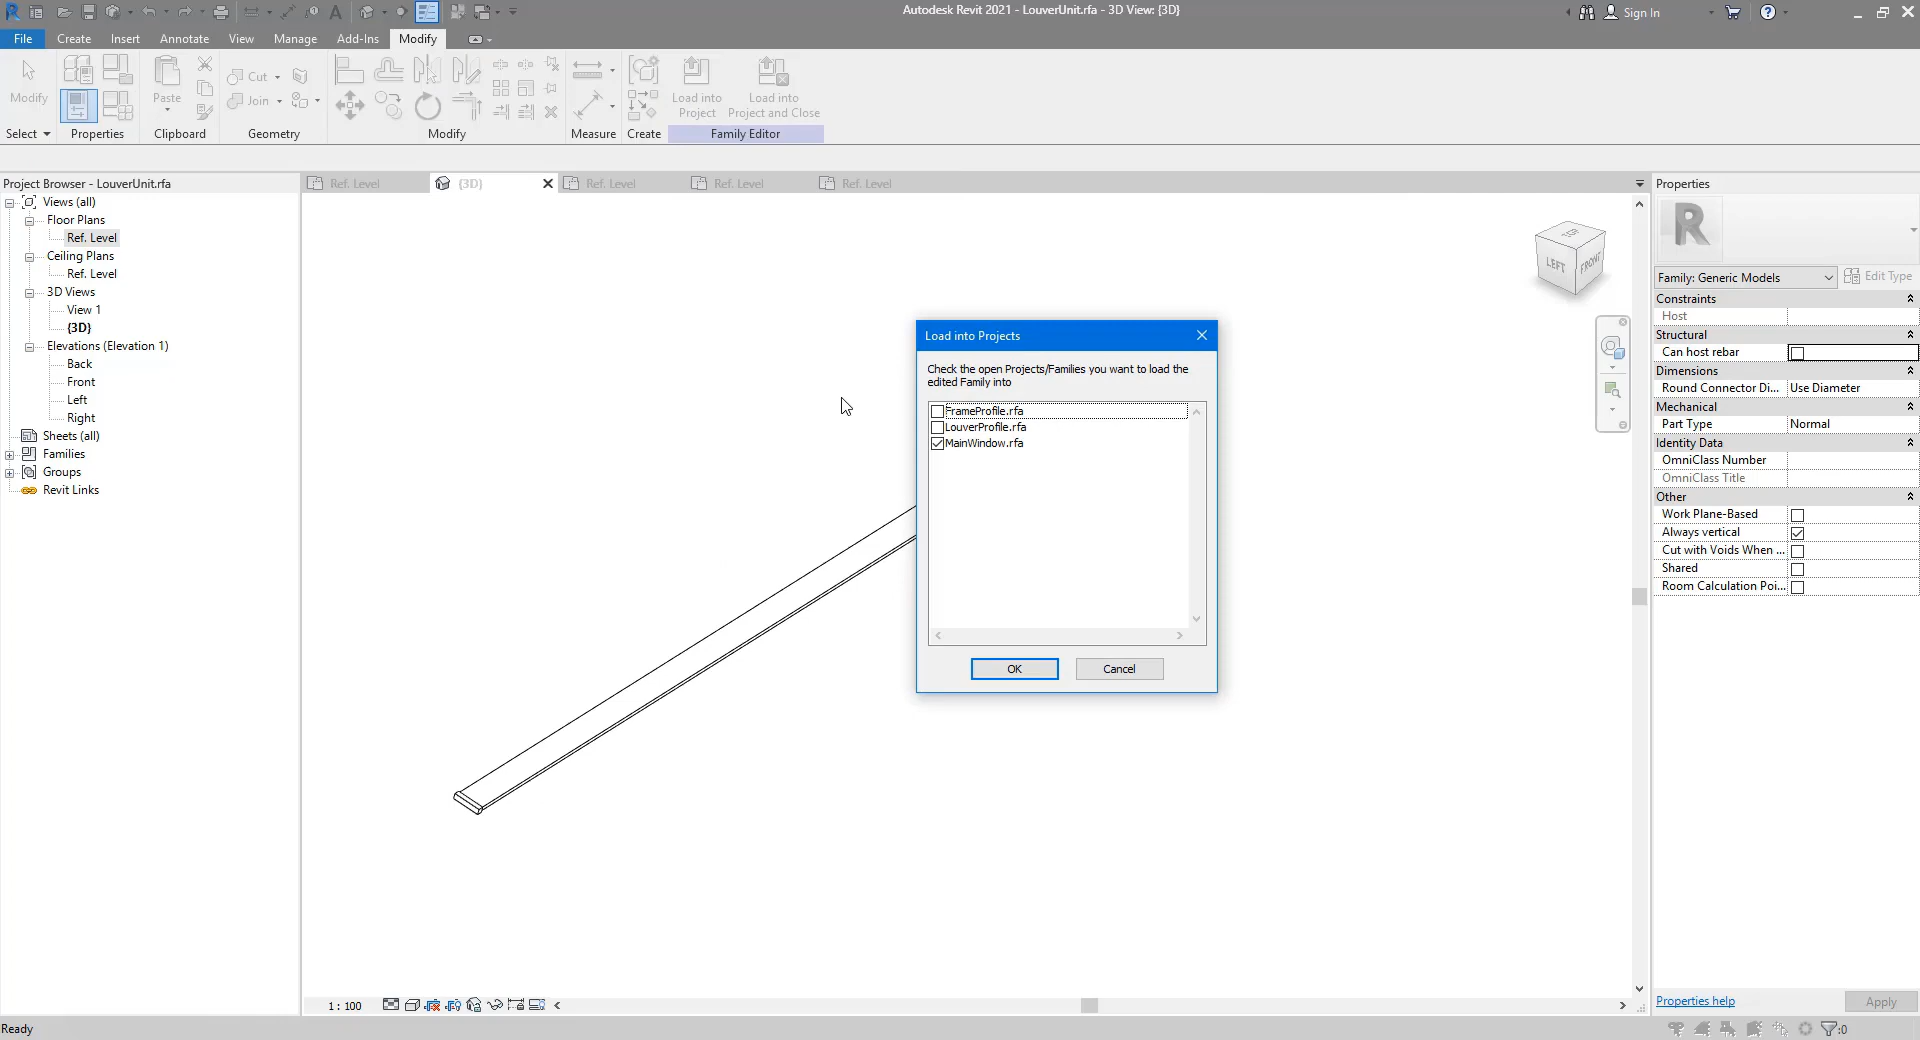 Autodesk Revit 2021 - LouverUnit.rfa - 3D View: {3D}
Sign In
File
Create
Insert
Annotate
View
Manage
Add-Ins
Modify
Modify
Paste
Cut
Join
Load into
Project
Load into
Project and Close
Select
Properties
Clipboard
Geometry
Modify
Measure
Create
Family Editor
Project Browser - LouverUnit.rfa
Views (all)
Floor Plans
Ref. Level
Ceiling Plans
Ref. Level
3D Views
View 1
{3D}
Elevations (Elevation 1)
Back
Front
Left
Right
Sheets (all)
Families
Groups
Revit Links
Ref. Level
{3D}
Ref. Level
Ref. Level
Ref. Level
TOP
LEFT
FRONT
Load into Projects
Check the open Projects/Families you want to load the
edited Family into
FrameProfile.rfa
LouverProfile.rfa
MainWindow.rfa
OK
Cancel
1 : 100
Properties
R
Family: Generic Models
Edit Type
Constraints
Host
Structural
Can host rebar
Dimensions
Round Connector Di... Use Diameter
Mechanical
Part Type Normal
Identity Data
OmniClass Number
OmniClass Title
Other
Work Plane-Based
Always vertical
Cut with Voids When ...
Shared
Room Calculation Poi...
Properties help
Apply
Ready
:0